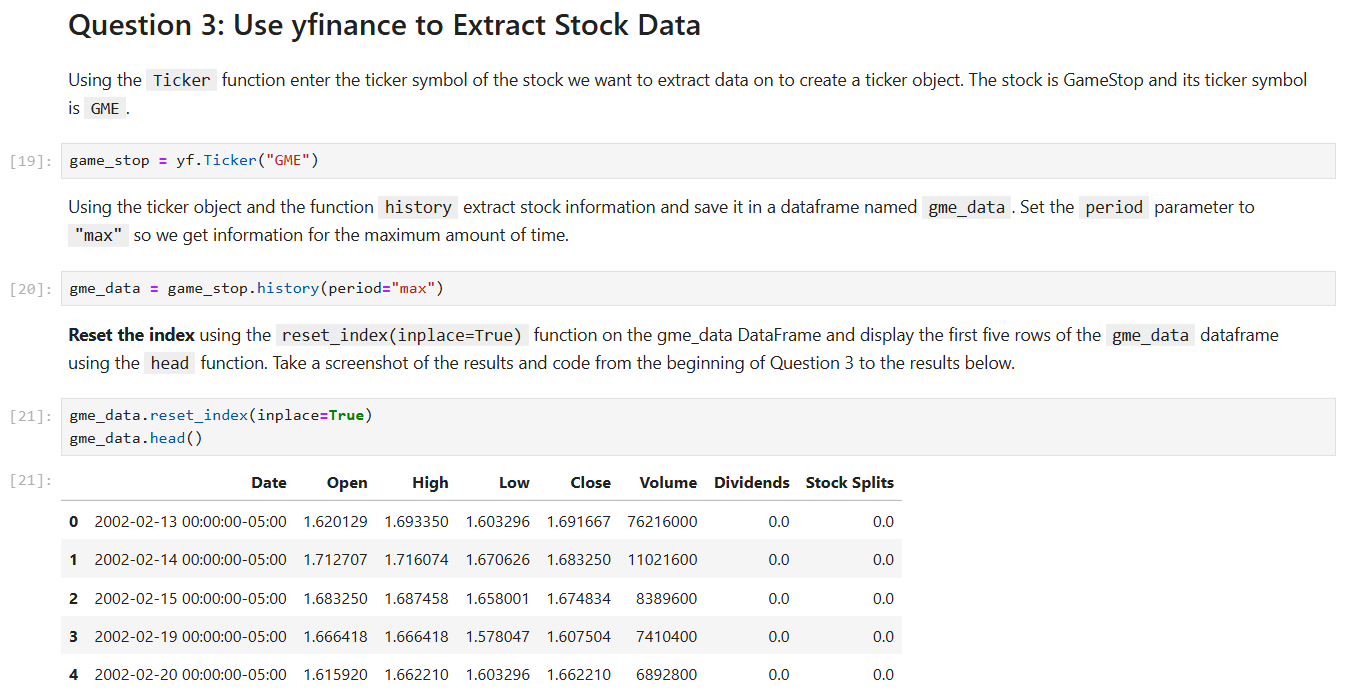 Question 3: Use yfinance to Extract Stock Data
Using the Ticker function enter the ticker symbol of the stock we want to extract data on to create a ticker object. The stock is GameStop and its ticker symbol
is GME .
[19]: game_stop = yf.Ticker("GME")
Using the ticker object and the function history extract stock information and save it in a dataframe named gme_data . Set the period parameter to
"max" so we get information for the maximum amount of time.
[20]: gme_data = game_stop.history(period="max")
Reset the index using the reset_index(inplace=True) function on the gme_data DataFrame and display the first five rows of the gme_data dataframe
using the head function. Take a screenshot of the results and code from the beginning of Question 3 to the results below.
[21]: gme_data.reset_index(inplace=True)
gme_data.head()
[21]: Date Open High Low Close Volume Dividends Stock Splits
0 2002-02-13 00:00:00-05:00 1.620129 1.693350 1.603296 1.691667 76216000 0.0 0.0
1 2002-02-14 00:00:00-05:00 1.712707 1.716074 1.670626 1.683250 11021600 0.0 0.0
2 2002-02-15 00:00:00-05:00 1.683250 1.687458 1.658001 1.674834 8389600 0.0 0.0
3 2002-02-19 00:00:00-05:00 1.666418 1.666418 1.578047 1.607504 7410400 0.0 0.0
4 2002-02-20 00:00:00-05:00 1.615920 1.662210 1.603296 1.662210 6892800 0.0 0.0